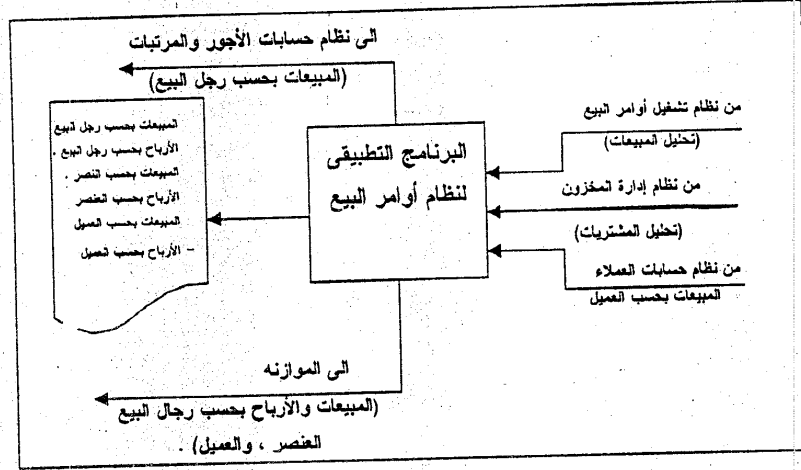 الى نظام حسابات الأجور والمرتبات
(المبيعات بحسب رجل البيع)
من نظام تشغيل أوامر البيع
(تحليل المبيعات)
من نظام إدارة المخزون
(تحليل المشتريات)
من نظام حسابات العملاء
المبيعات بحسب العميل
البرنامج التطبيقى
لنظام أوامر البيع
المبيعات بحسب رجل البيع
الأرباح بحسب رجل البيع .
المبيعات بحسب النصر .
الأرباح بحسب العنصر
المبيعات بحسب العميل
– الأرباح بحسب العميل
الى الموازنه
(المبيعات والأرباح بحسب رجال البيع
العنصر ، والعميل) .